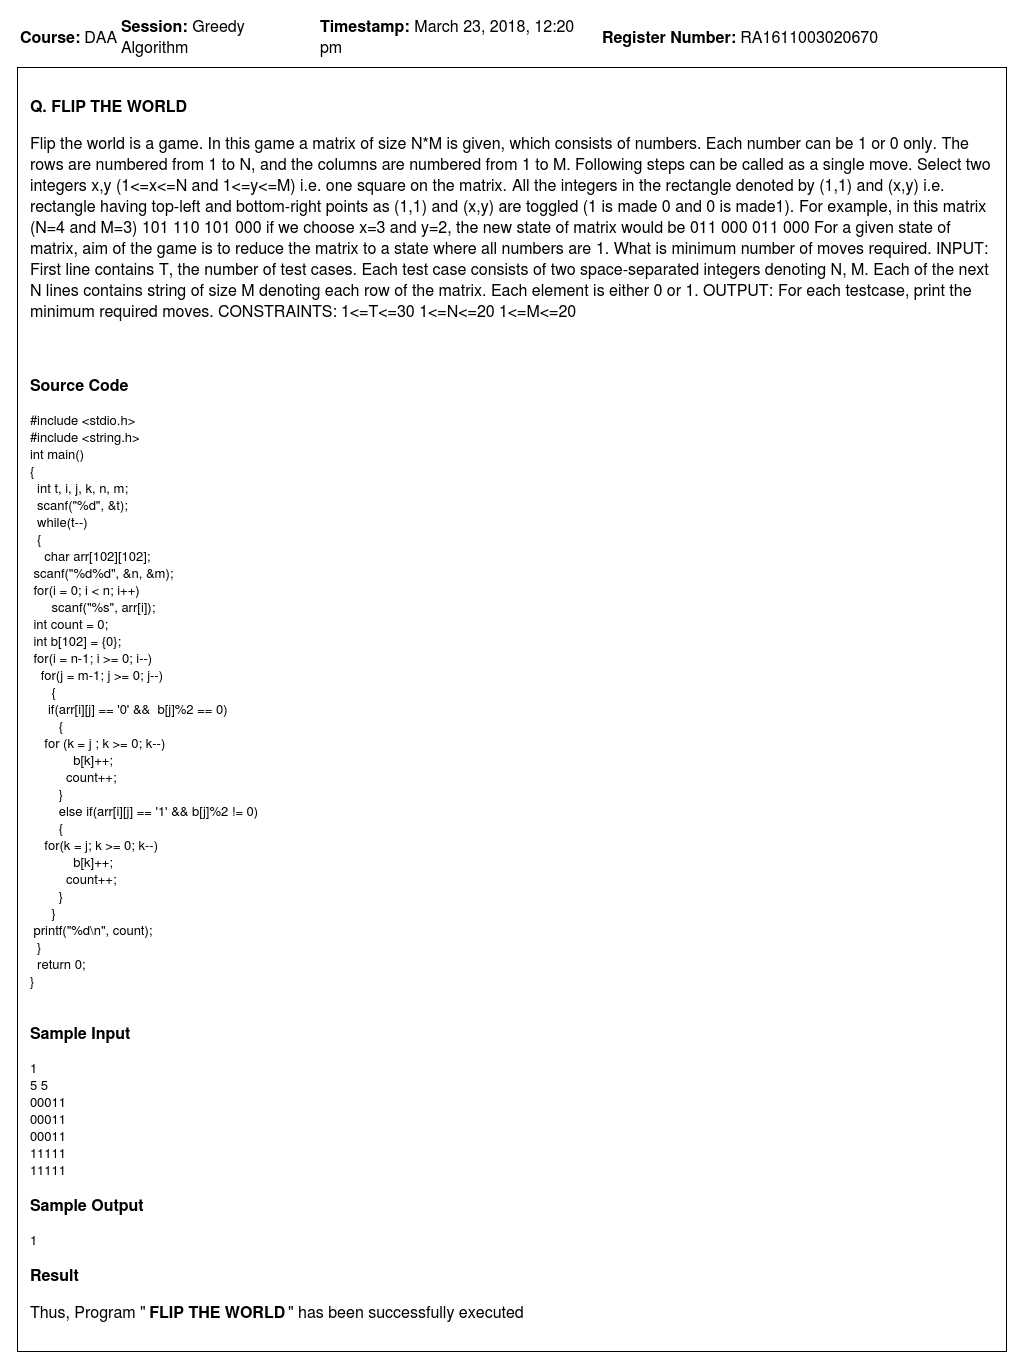 Course: DAA Session: Greedy Algorithm Timestamp: March 23, 2018, 12:20 pm Register Number: RA1611003020670
Q. FLIP THE WORLD
Flip the world is a game. In this game a matrix of size N*M is given, which consists of numbers. Each number can be 1 or 0 only. The
rows are numbered from 1 to N, and the columns are numbered from 1 to M. Following steps can be called as a single move. Select two
integers x,y (1<=x<=N and 1<=y<=M) i.e. one square on the matrix. All the integers in the rectangle denoted by (1,1) and (x,y) i.e.
rectangle having top-left and bottom-right points as (1,1) and (x,y) are toggled (1 is made 0 and 0 is made1). For example, in this matrix
(N=4 and M=3) 101 110 101 000 if we choose x=3 and y=2, the new state of matrix would be 011 000 011 000 For a given state of
matrix, aim of the game is to reduce the matrix to a state where all numbers are 1. What is minimum number of moves required. INPUT:
First line contains T, the number of test cases. Each test case consists of two space-separated integers denoting N, M. Each of the next
N lines contains string of size M denoting each row of the matrix. Each element is either 0 or 1. OUTPUT: For each testcase, print the
minimum required moves. CONSTRAINTS: 1<=T<=30 1<=N<=20 1<=M<=20
Source Code
#include <stdio.h>
#include <string.h>
int main()
{
int t, i, j, k, n, m;
scanf("%d", &t);
while(t--)
{
char arr[102][102];
scanf("%d%d", &n, &m);
for(i = 0; i < n; i++)
scanf("%s", arr[i]);
int count = 0;
int b[102] = {0};
for(i = n-1; i >= 0; i--)
for(j = m-1; j >= 0; j--)
{
if(arr[i][j] == '0' &&  b[j]%2 == 0)
{
for (k = j ; k >= 0; k--)
b[k]++;
count++;
}
else if(arr[i][j] == '1' && b[j]%2 != 0)
{
for(k = j; k >= 0; k--)
b[k]++;
count++;
}
}
printf("%d\n", count);
}
return 0;
}
Sample Input
1
5 5
00011
00011
00011
11111
11111
Sample Output
1
Result
Thus, Program " FLIP THE WORLD " has been successfully executed